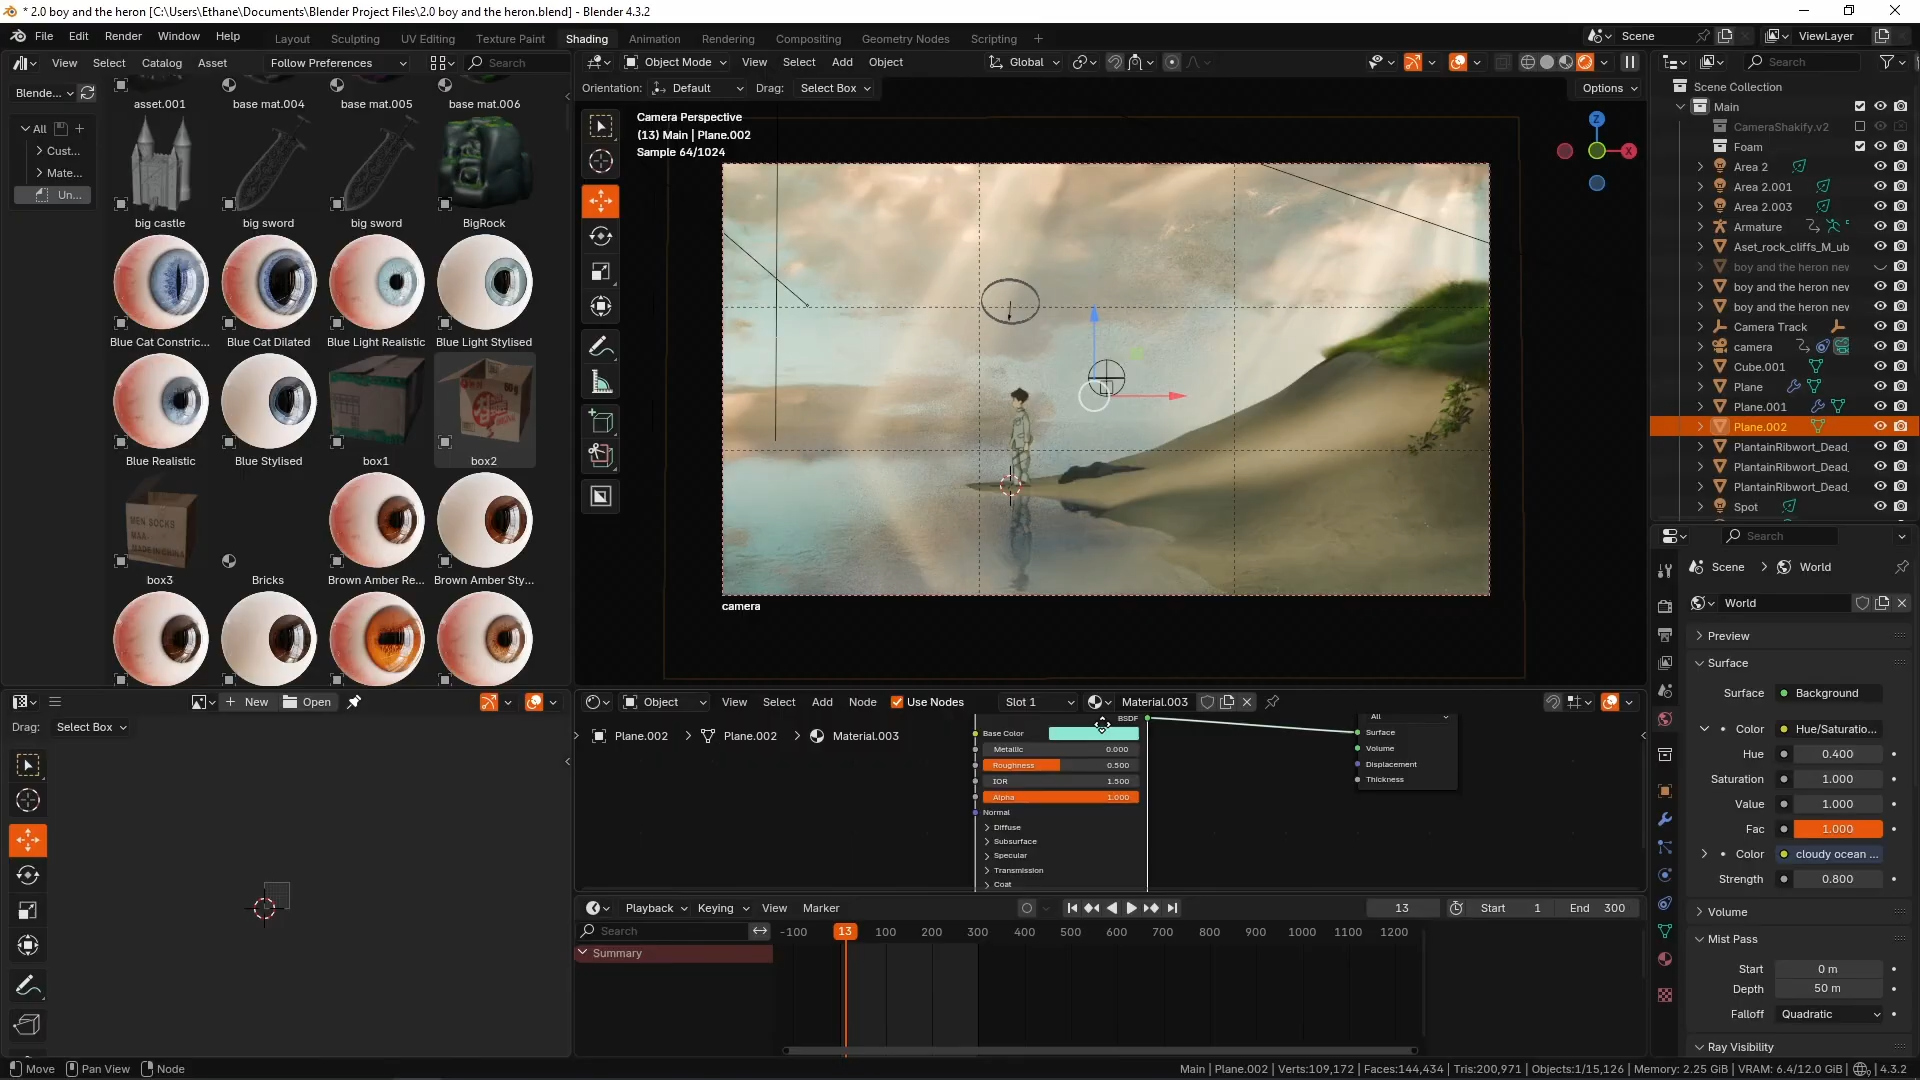 * 2.0 boy and the heron [C:\Users\Ethane\Documents\Blender Project Files\2.0 boy and the heron.blend] - Blender 4.3.2
File Edit Render Window Help Layout Sculpting UV Editing Texture Paint Shading Animation Rendering Compositing Geometry Nodes Scripting + Scene ViewLayer
View Select Catalog Asset Follow Preferences Search
Object Mode View Select Add Object Global
Search
Orientation: Default Drag: Select Box Options
Blende...
All
Cust...
Mate...
Un...
asset.001 base mat.004 base mat.005 base mat.006
big castle big sword big sword BigRock
Blue Cat Constric... Blue Cat Dilated Blue Light Realistic Blue Light Stylised
Blue Realistic Blue Stylised box1 box2
MEN SOCKS
MADE IN CHINA
box3 Bricks Brown Amber Re... Brown Amber Sty...
Camera Perspective
(13) Main | Plane.002
Sample 64/1024
Z
X
camera
Scene Collection
Main
CameraShakify.v2
Foam
Area 2
Area 2.001
Area 2.003
Armature
Aset_rock_cliffs_M_ub
boy and the heron nev
boy and the heron nev
boy and the heron nev
Camera Track
camera
Cube.001
Plane
Plane.001
Plane.002
PlantainRibwort_Dead_
PlantainRibwort_Dead_
PlantainRibwort_Dead_
Spot
Search
Scene > World
World
Preview
Surface
Surface Background
Color Hue/Saturatio...
Hue 0.400
Saturation 1.000
Value 1.000
Fac 1.000
Color cloudy ocean ...
Strength 0.800
Volume
Mist Pass
Start 0 m
Depth 50 m
Falloff Quadratic
Ray Visibility
New Open
Drag: Select Box
Object View Select Add Node Use Nodes Slot 1 Material.003
Plane.002 > Plane.002 > Material.003
BSDF
Base Color
Metallic 0.000
Roughness 0.500
IOR 1.500
Alpha 1.000
Normal
Diffuse
Subsurface
Specular
Transmission
Coat
All
Surface
Volume
Displacement
Thickness
Playback Keying View Marker 13 Start 1 End 300
Search -100 13 100 200 300 400 500 600 700 800 900 1000 1100 1200
Summary
Move Pan View Node Main | Plane.002 | Verts:109,172 | Faces:144,434 | Tris:200,971 | Objects:1/15,126 | Memory: 2.25 GiB | VRAM: 6.4/12.0 GiB | 4.3.2